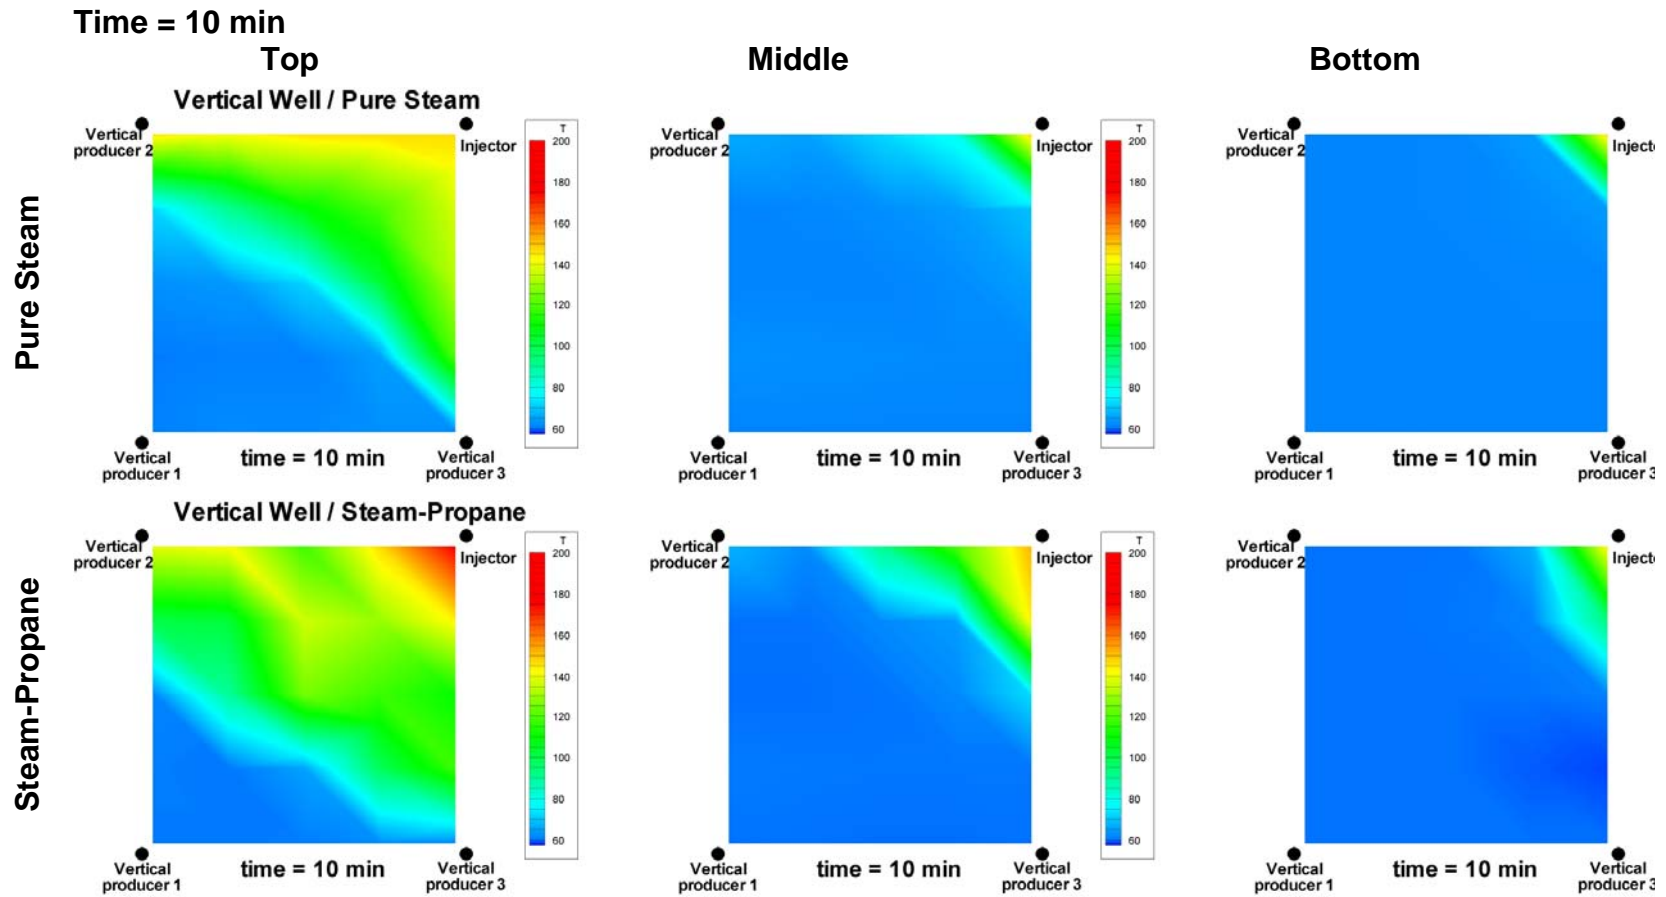 Time = 10 min
Top Middle Bottom
Pure Steam
Vertical Well / Pure Steam
Vertical
producer 2
Injector
T
200
180
160
140
120
100
80
60
Vertical
producer 1
time = 10 min
Vertical
producer 3
Vertical
producer 2
Injector
T
200
180
160
140
120
100
80
60
Vertical
producer 1
time = 10 min
Vertical
producer 3
Vertical
producer 2
Injecto
Vertical
producer 1
time = 10 min
Vertical
producer 3
Steam-Propane
Vertical Well / Steam-Propane
Vertical
producer 2
Injector
T
200
180
160
140
120
100
80
60
Vertical
producer 1
time = 10 min
Vertical
producer 3
Vertical
producer 2
Injector
T
200
180
160
140
120
100
80
60
Vertical
producer 1
time = 10 min
Vertical
producer 3
Vertical
producer 2
Injecto
Vertical
producer 1
time = 10 min
Vertical
producer 3